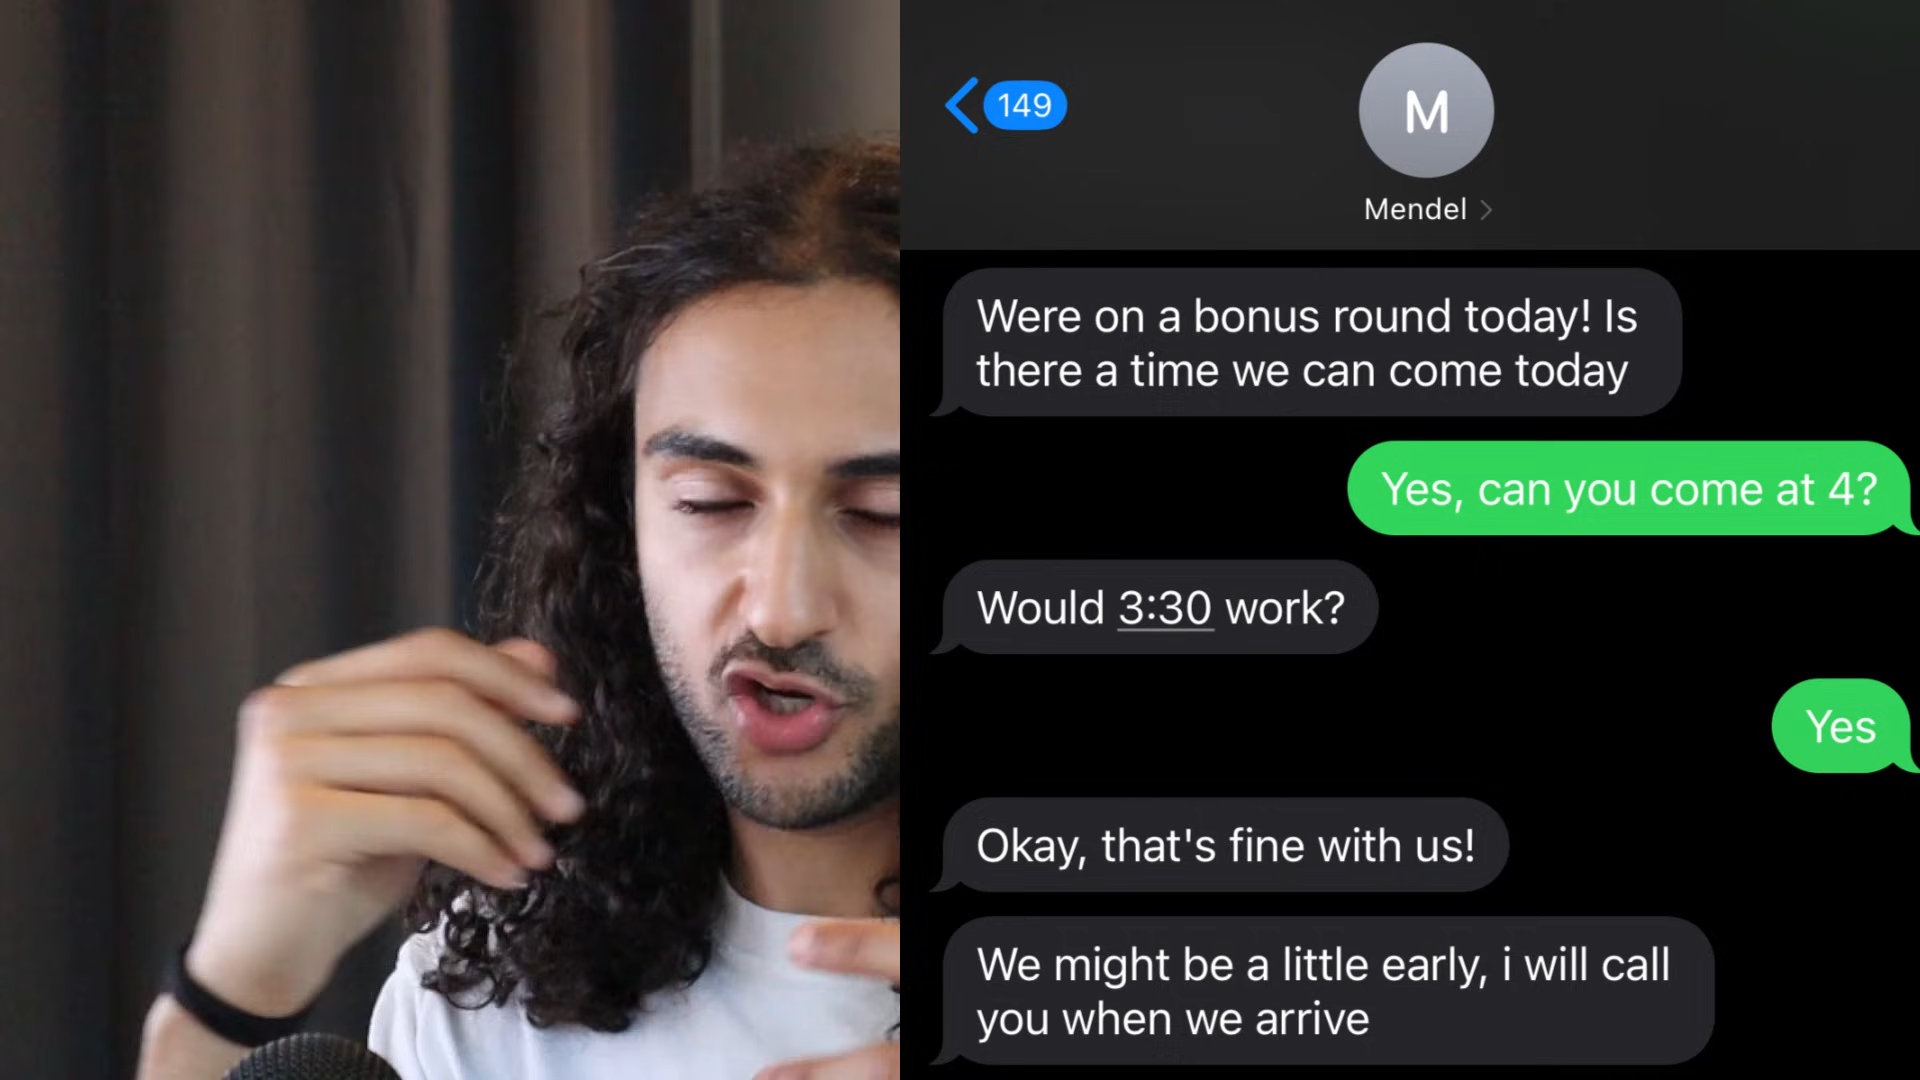 149
M
Mendel
Were on a bonus round today! Is
there a time we can come today
Yes, can you come at 4?
Would 3:30 work?
Yes
Okay, that's fine with us!
We might be a little early, i will call
you when we arrive